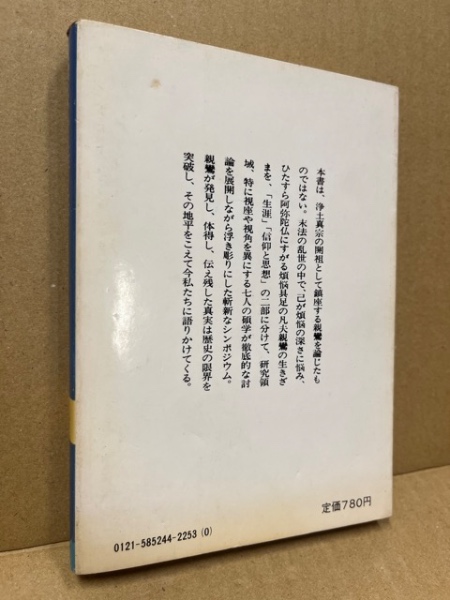 本書は、浄土真宗の開祖として鎮座する親鸞を論じたも
のではない。末法の乱世の中で、己が煩悩の深さに悩み、
ひたすら阿弥陀仏にすがる煩悩具足の凡夫親鸞の生きざ
まを、「生涯」「信仰と思想」の二部に分けて、研究領
域、特に視座や視角を異にする七人の碩学が徹底的な討
論を展開しながら浮き彫りにした斬新なシンポジウム。
親鸞が発見し、体得し、伝え残した真実は歴史の限界を
突破し、その地平をこえて今私たちに語りかけてくる。
定価780円
0121-585244-2253 (0)